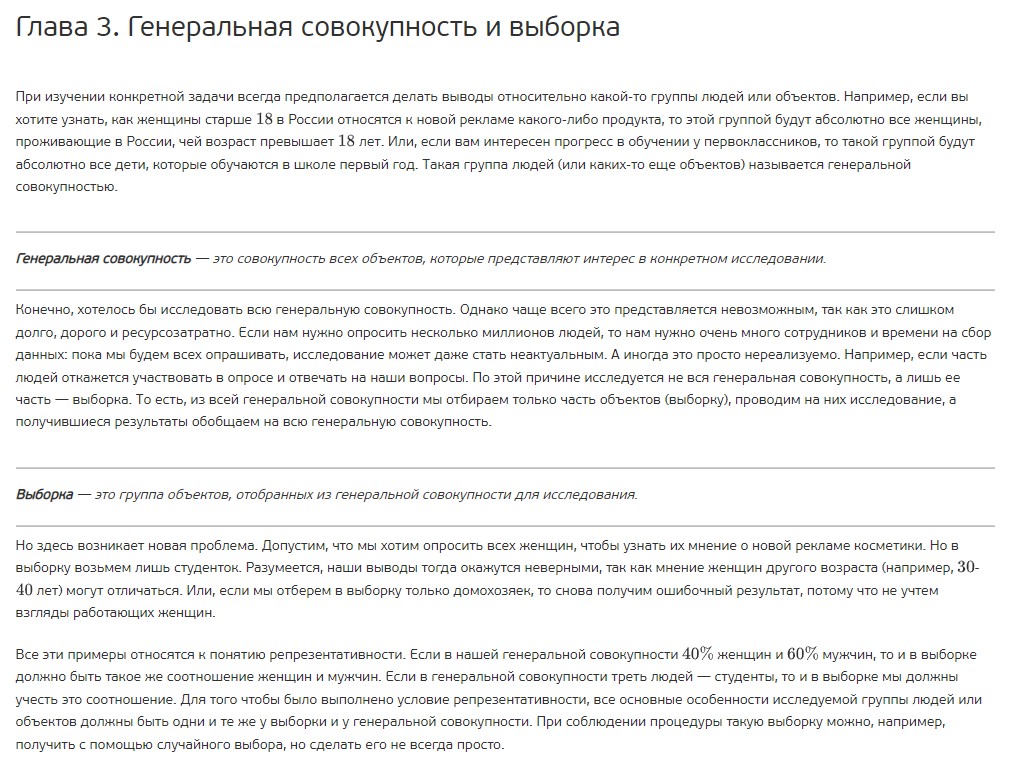 Глава 3. Генеральная совокупность и выборка
При изучении конкретной задачи всегда предполагается делать выводы относительно какой-то группы людей или объектов. Например, если вы
хотите узнать, как женщины старше 18 в России относятся к новой рекламе какого-либо продукта, то этой группой будут абсолютно все женщины,
проживающие в России, чей возраст превышает 18 лет. Или, если вам интересен прогресс в обучении у первоклассников, то такой группой будут
абсолютно все дети, которые обучаются в школе первый год. Такая группа людей (или каких-то еще объектов) называется генеральной
совокупностью.
Генеральная совокупность — это совокупность всех объектов, которые представляют интерес в конкретном исследовании.
Конечно, хотелось бы исследовать всю генеральную совокупность. Однако чаще всего это представляется невозможным, так как это слишком
долго, дорого и ресурсозатратно. Если нам нужно опросить несколько миллионов людей, то нам нужно очень много сотрудников и времени на сбор
данных: пока мы будем всех опрашивать, исследование может даже стать неактуальным. А иногда это просто нереализуемо. Например, если часть
людей откажется участвовать в опросе и отвечать на наши вопросы. По этой причине исследуется не вся генеральная совокупность, а лишь ее
часть — выборка. То есть, из всей генеральной совокупности мы отбираем только часть объектов (выборку), проводим на них исследование, а
получившиеся результаты обобщаем на всю генеральную совокупность.
Выборка — это группа объектов, отобранных из генеральной совокупности для исследования.
Но здесь возникает новая проблема. Допустим, что мы хотим опросить всех женщин, чтобы узнать их мнение о новой рекламе косметики. Но в
выборку возьмем лишь студенток. Разумеется, наши выводы тогда окажутся неверными, так как мнение женщин другого возраста (например, 30-
40 лет) могут отличаться. Или, если мы отберем в выборку только домохозяек, то снова получим ошибочный результат, потому что не учтем
взгляды работающих женщин.
Все эти примеры относятся к понятию репрезентативности. Если в нашей генеральной совокупности 40% женщин и 60% мужчин, то и в выборке
должно быть такое же соотношение женщин и мужчин. Если в генеральной совокупности треть людей — студенты, то и в выборке мы должны
учесть это соотношение. Для того чтобы было выполнено условие репрезентативности, все основные особенности исследуемой группы людей или
объектов должны быть одни и те же у выборки и у генеральной совокупности. При соблюдении процедуры такую выборку можно, например,
получить с помощью случайного выбора, но сделать его не всегда просто.